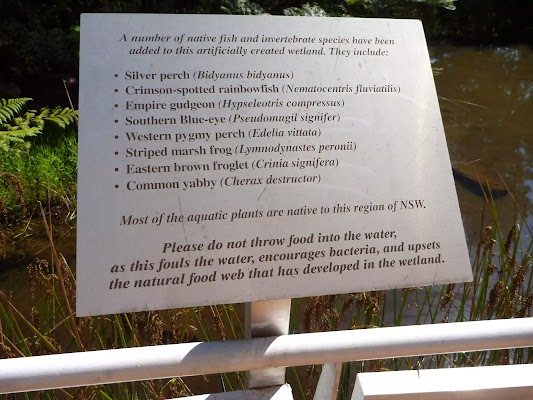 A number of native fish and invertebrate species have been
added to this artificially created wetland. They include:
• Silver perch (Bidyanus bidyanus)
• Crimson-spotted rainbowfish (Nematocentris fluviatilis)
• Empire gudgeon (Hypseleotris compressus)
• Southern Blue-eye (Pseudomugil signifer)
• Western pygmy perch (Edelia vittata)
• Striped marsh frog (Lymnodynastes peronii)
• Eastern brown froglet (Crinia signifera)
• Common yabby (Cherax destructor)
Most of the aquatic plants are native to this region of NSW.
Please do not throw food into the water,
as this fouls the water, encourages bacteria, and upsets
the natural food web that has developed in the wetland.